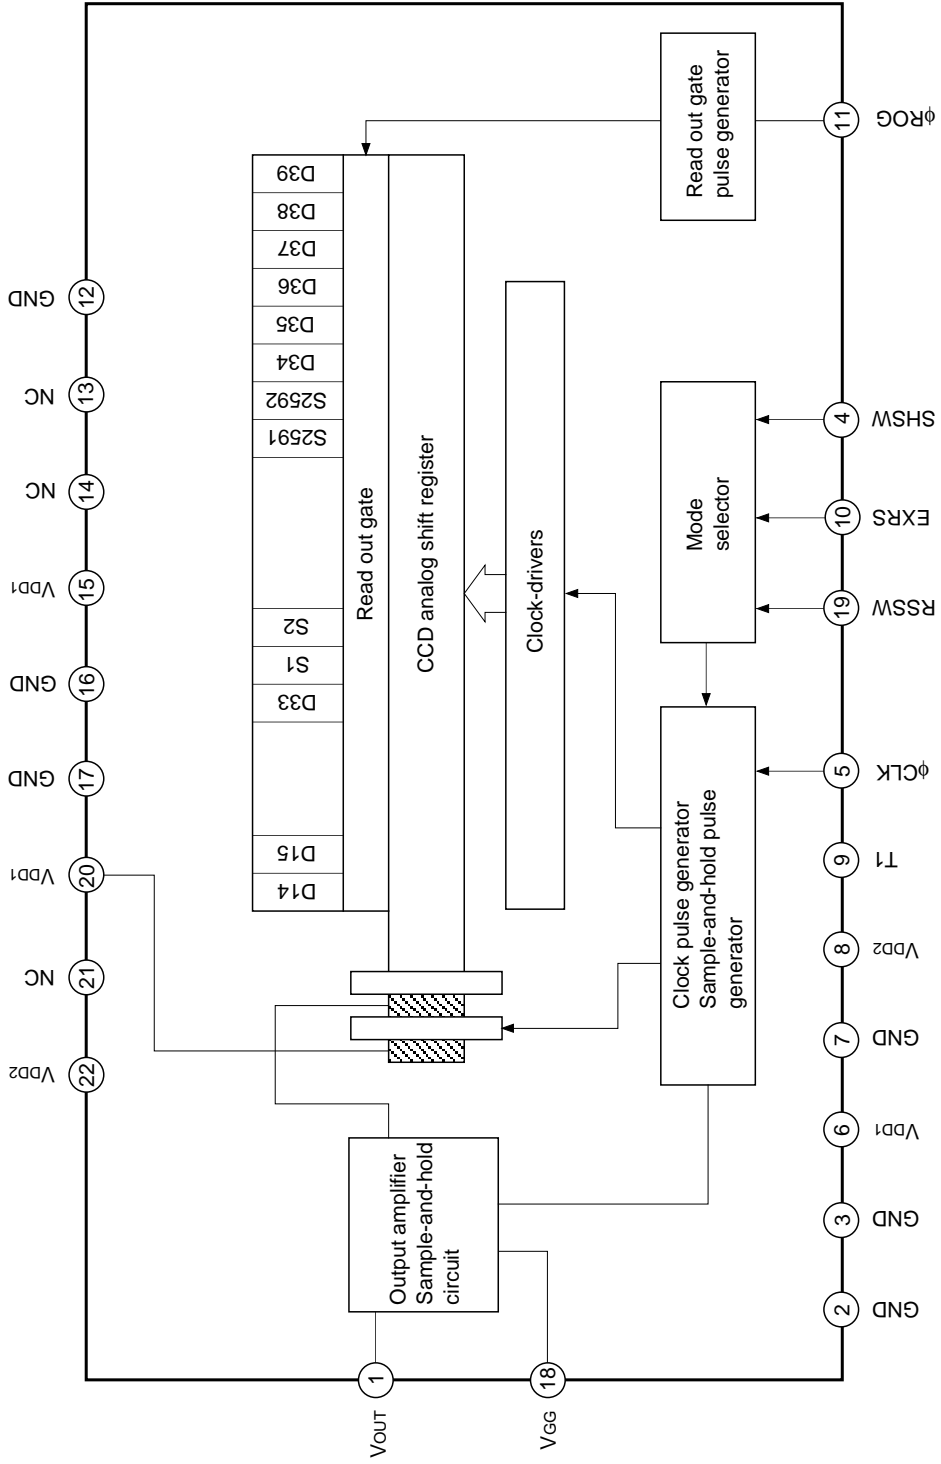 GND
12
NC
13
NC
14
VDD1
15
GND
16
GND
17
VDD1
20
NC
21
VDD2
22
D39
D38
D37
D36
D35
D34
S2592
S2591
S2
S1
D33
D15
D14
Read out gate
CCD analog shift register
Clock-drivers
Read out gate
pulse generator
Mode
selector
Clock pulse generator
Sample-and-hold pulse
generator
Output amplifier
Sample-and-hold
circuit
11
φROG
4
SHSW
10
EXRS
19
RSSW
5
φCLK
9
T1
8
VDD2
7
GND
6
VDD1
3
GND
2
GND
1
VOUT
18
VGG